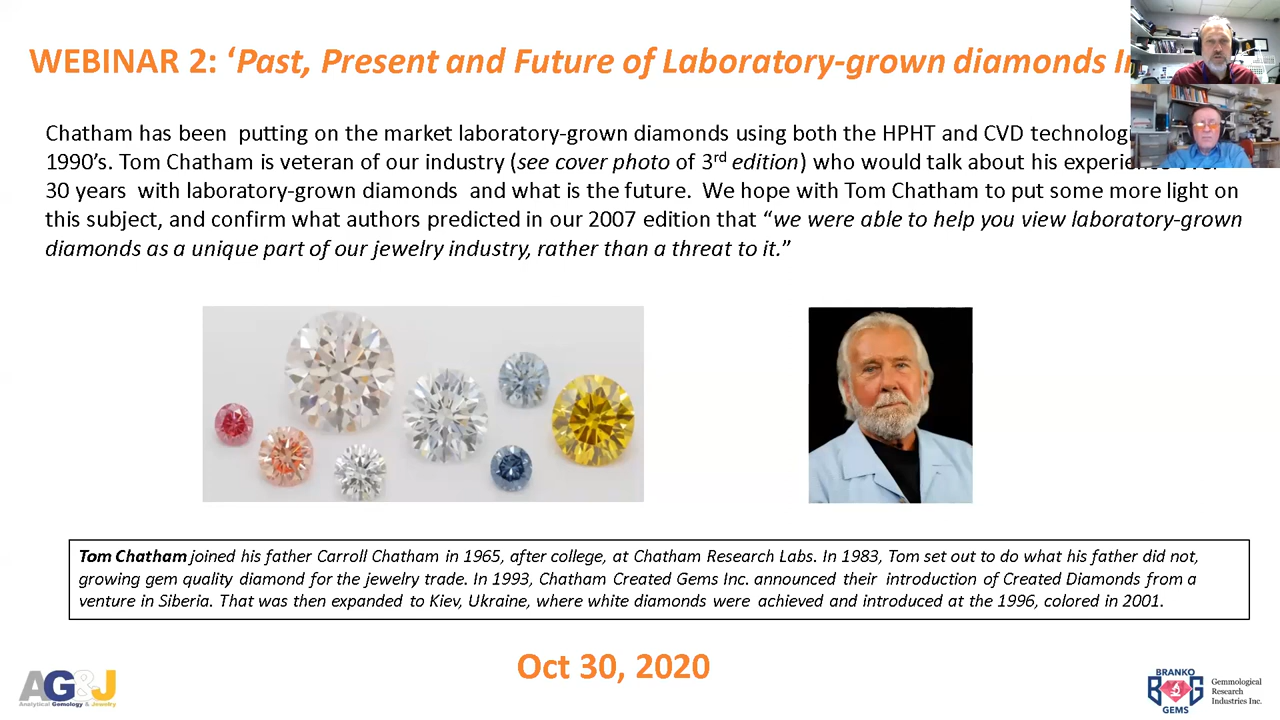 WEBINAR 2: ‘Past, Present and Future of Laboratory-grown diamonds
Chatham has been putting on the market laboratory-grown diamonds using both the HPHT and CVD
1990’s. Tom Chatham is veteran of our industry (see cover photo of 3rd edition) who would talk about his
30 years with laboratory-grown diamonds and what is the future. We hope with Tom Chatham to put some more light on
this subject, and confirm what authors predicted in our 2007 edition that “we were able to help you view laboratory-grown
diamonds as a unique part of our jewelry industry, rather than a threat to it.”
Tom Chatham joined his father Carroll Chatham in 1965, after college, at Chatham Research Labs. In 1983, Tom set out to do what his father did not,
growing gem quality diamond for the jewelry trade. In 1993, Chatham Created Gems Inc. announced their introduction of Created Diamonds from a
venture in Siberia. That was then expanded to Kiev, Ukraine, where white diamonds were achieved and introduced at the 1996, colored in 2001.
Oct 30, 2020
AG&J
Analytical Gemology & Jewelry
BRANKO
GEMS
Gemmological
Research
Industries Inc.